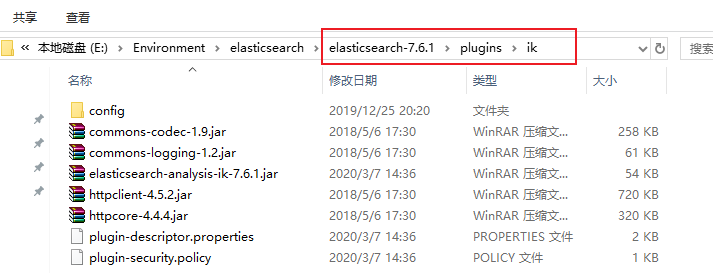 共享 查看
本地磁盘 (E:) › Environment › elasticsearch › elasticsearch-7.6.1 › plugins › ik 搜索
名称 修改日期 类型 大小
config 2019/12/25 20:20 文件夹
commons-codec-1.9.jar 2018/5/6 17:30 WinRAR 压缩文... 258 KB
commons-logging-1.2.jar 2018/5/6 17:30 WinRAR 压缩文... 61 KB
elasticsearch-analysis-ik-7.6.1.jar 2020/3/7 14:36 WinRAR 压缩文... 54 KB
httpclient-4.5.2.jar 2018/5/6 17:30 WinRAR 压缩文... 720 KB
httpcore-4.4.4.jar 2018/5/6 17:30 WinRAR 压缩文... 320 KB
plugin-descriptor.properties 2020/3/7 14:36 PROPERTIES 文件 2 KB
plugin-security.policy 2020/3/7 14:36 POLICY 文件 1 KB